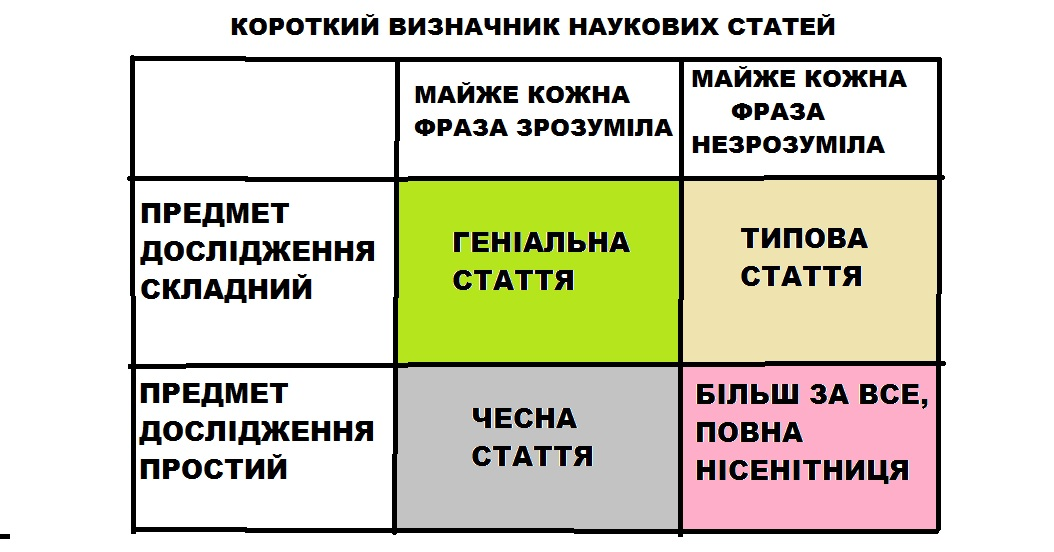 КОРОТКИЙ ВИЗНАЧНИК НАУКОВИХ СТАТЕЙ
МАЙЖЕ КОЖНА
ФРАЗА ЗРОЗУМІЛА
МАЙЖЕ КОЖНА
ФРАЗА
НЕЗРОЗУМІЛА
ПРЕДМЕТ
ДОСЛІДЖЕННЯ
СКЛАДНИЙ
ГЕНІАЛЬНА
СТАТТЯ
ТИПОВА
СТАТТЯ
ПРЕДМЕТ
ДОСЛІДЖЕННЯ
ПРОСТИЙ
ЧЕСНА
СТАТТЯ
БІЛЬШ ЗА ВСЕ,
ПОВНА
НІСЕНІТНИЦЯ